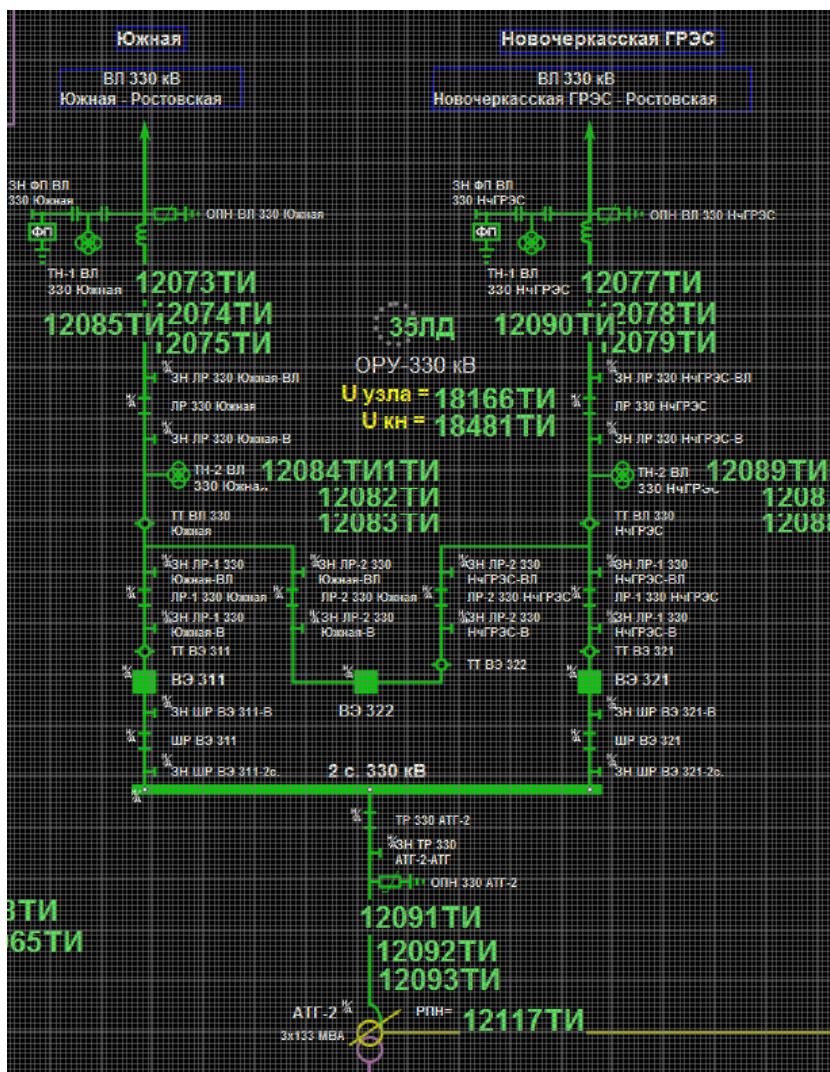 Южная
Новочеркасская ГРЭС
ВЛ 330 кВ
Южная - Ростовская
ВЛ 330 кВ
Новочеркасская ГРЭС - Ростовская
ЗН ФП ВЛ
330 Южная
ОПН ВЛ 330 Южная
ФП
ТН-1 ВЛ
330 Южная
ЗН ФП ВЛ
330 НчГРЭС
ОПН ВЛ 330 НчГРЭС
ФП
ТН-1 ВЛ
330 НчГРЭС
12073ТИ
12074ТИ
12085ТИ
12075ТИ
35ЛД
12077ТИ
12078ТИ
12090ТИ
12079ТИ
ОРУ-330 кВ
U узла = 18166ТИ
U кн = 18481ТИ
ЗН ЛР 330 Южная-ВЛ
ЛР 330 Южная
ЗН ЛР 330 Южная-В
ЗН ЛР 330 НчГРЭС-ВЛ
ЛР 330 НчГРЭС
ЗН ЛР 330 НчГРЭС-В
ТН-2 ВЛ
330 Южная
12084ТИ1ТИ
12082ТИ
12083ТИ
ТН-2 ВЛ
330 НчГРЭС
12089ТИ
1208
1208
ТТ ВЛ 330
Южная
ТТ ВЛ 330
НчГРЭС
ЗН ЛР-1 330
Южная-ВЛ
ЛР-1 330 Южная
ЗН ЛР-1 330
Южная-В
ТТ ВЭ 311
ЗН ЛР-2 330
Южная-ВЛ
ЛР-2 330 Южная
ЗН ЛР-2 330
Южная-В
ЗН ЛР-2 330
НчГРЭС-ВЛ
ЛР-2 330 НчГРЭС
ЗН ЛР-2 330
НчГРЭС-В
ТТ ВЭ 322
ЗН ЛР-1 330
НчГРЭС-ВЛ
ЛР-1 330 НчГРЭС
ЗН ЛР-1 330
НчГРЭС-В
ТТ ВЭ 321
ВЭ 311
ВЭ 322
ВЭ 321
ЗН ШР ВЭ 311-В
ШР ВЭ 311
ЗН ШР ВЭ 311-2с.
ЗН ШР ВЭ 321-В
ШР ВЭ 321
ЗН ШР ВЭ 321-2с.
2 с. 330 кВ
ТР 330 АТГ-2
ЗН ТР 330
АТГ-2-АТГ
ОПН 330 АТГ-2
ТИ
65ТИ
12091ТИ
12092ТИ
12093ТИ
АТГ-2
3х133 МВА
РПН=
12117ТИ